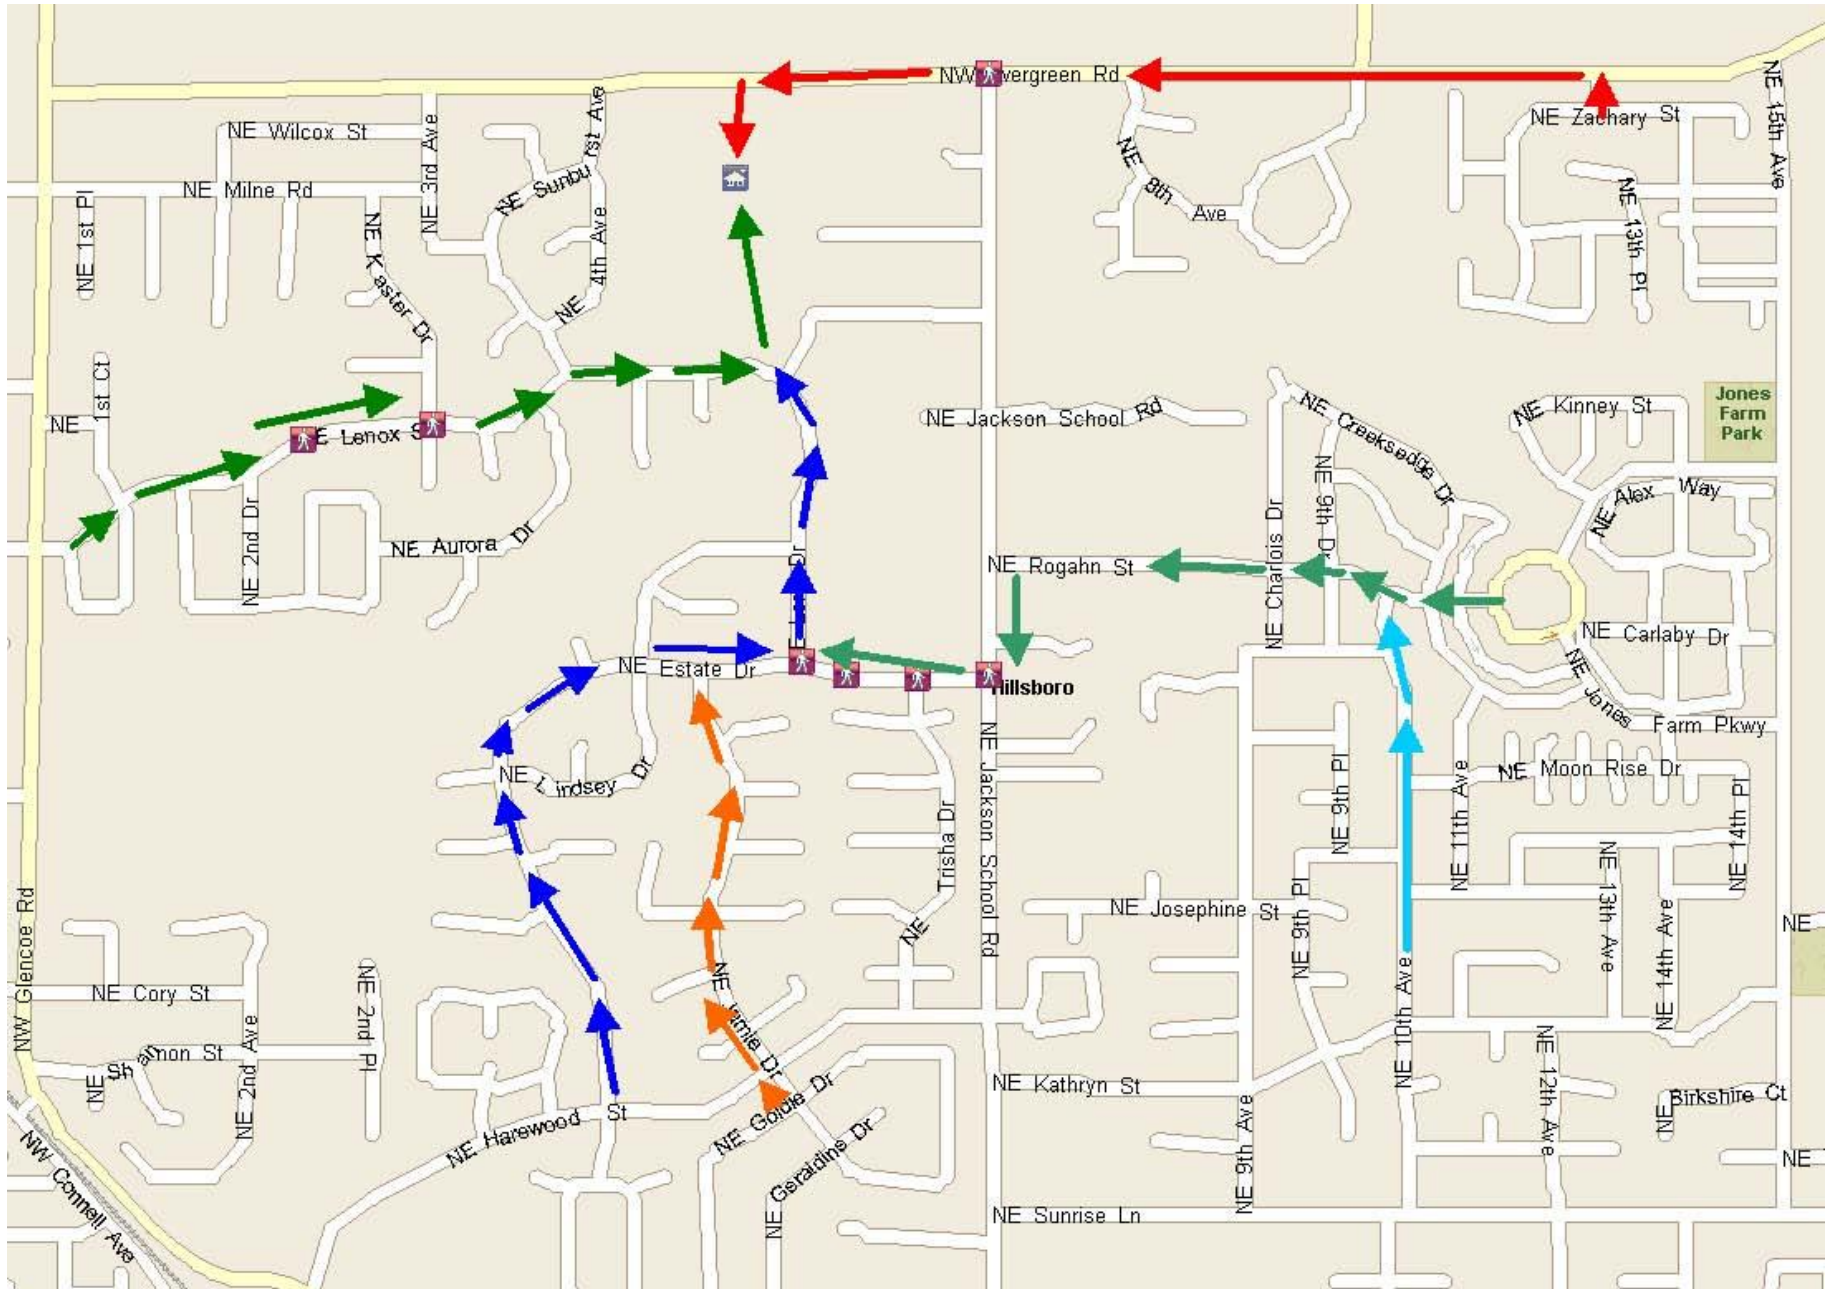 NW vergreen Rd
NE 15th Ave
NE Zachary St
NE Wilcox St
NE 3rd Ave
NE Sunbu rst Ave
NE 8th Ave
NE Milne Rd
NE 1st Pl
NE 13th Pl
NE Kaster Dr
NE 4th Ave
NE 1st Ct
NE Lenox S
NE Jackson School Rd
NE Creeksedge Dr
NE Kinney St
Jones
Farm
Park
NE Alex Way
NE 9th Dr
NE Charlois Dr
NE 2nd Dr
NE Aurora Dr
Dr
NE Rogahn St
NE Carlaby Dr
NE Estate Dr
Hillsboro
NE Jones Farm Pkwy
NE Lindsey Dr
NE Jackson School Rd
NE Moon Rise Dr
NE 9th Pl
NE 11th Ave
NE 14th Pl
Trisha Dr
NE
NE Josephine St
NE 9th Pl
NE 13th Ave
NE 14th Ave
NE
NW Glencoe Rd
NE Cory St
NE 2nd Pl
NE Jamie Dr
NE 10th Ave
NE Shannon St
NE 2nd Ave
NE Kathryn St
NE 12th Ave
NE Birkshire Ct
NE Harewood St
NE Goldie Dr
NE Geraldine Dr
NE 9th Ave
NE
NW Connell Ave
NE Sunrise Ln